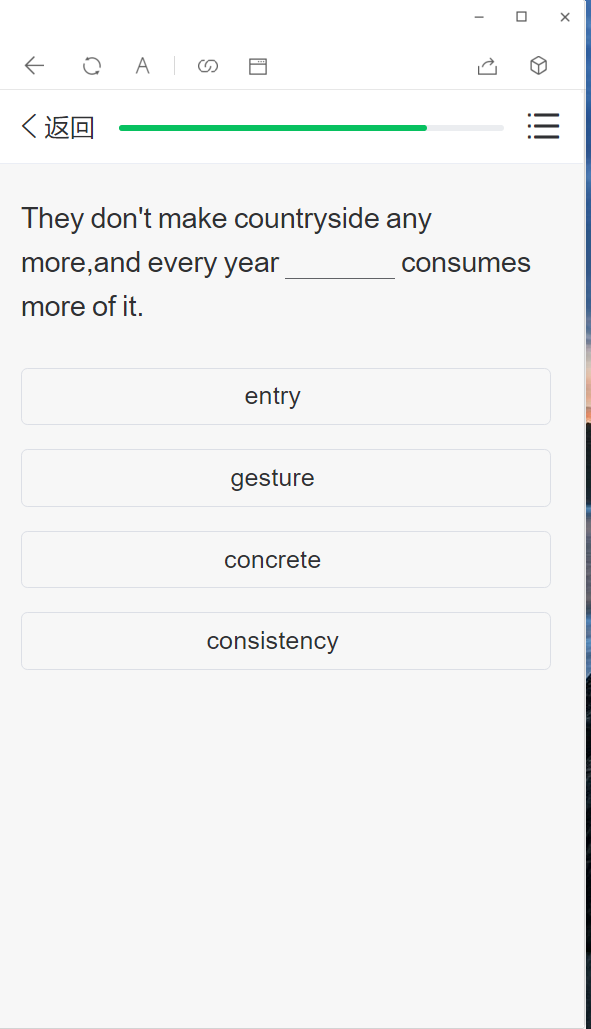 返回
They don't make countryside any
more,and every year ________ consumes
more of it.
entry
gesture
concrete
consistency